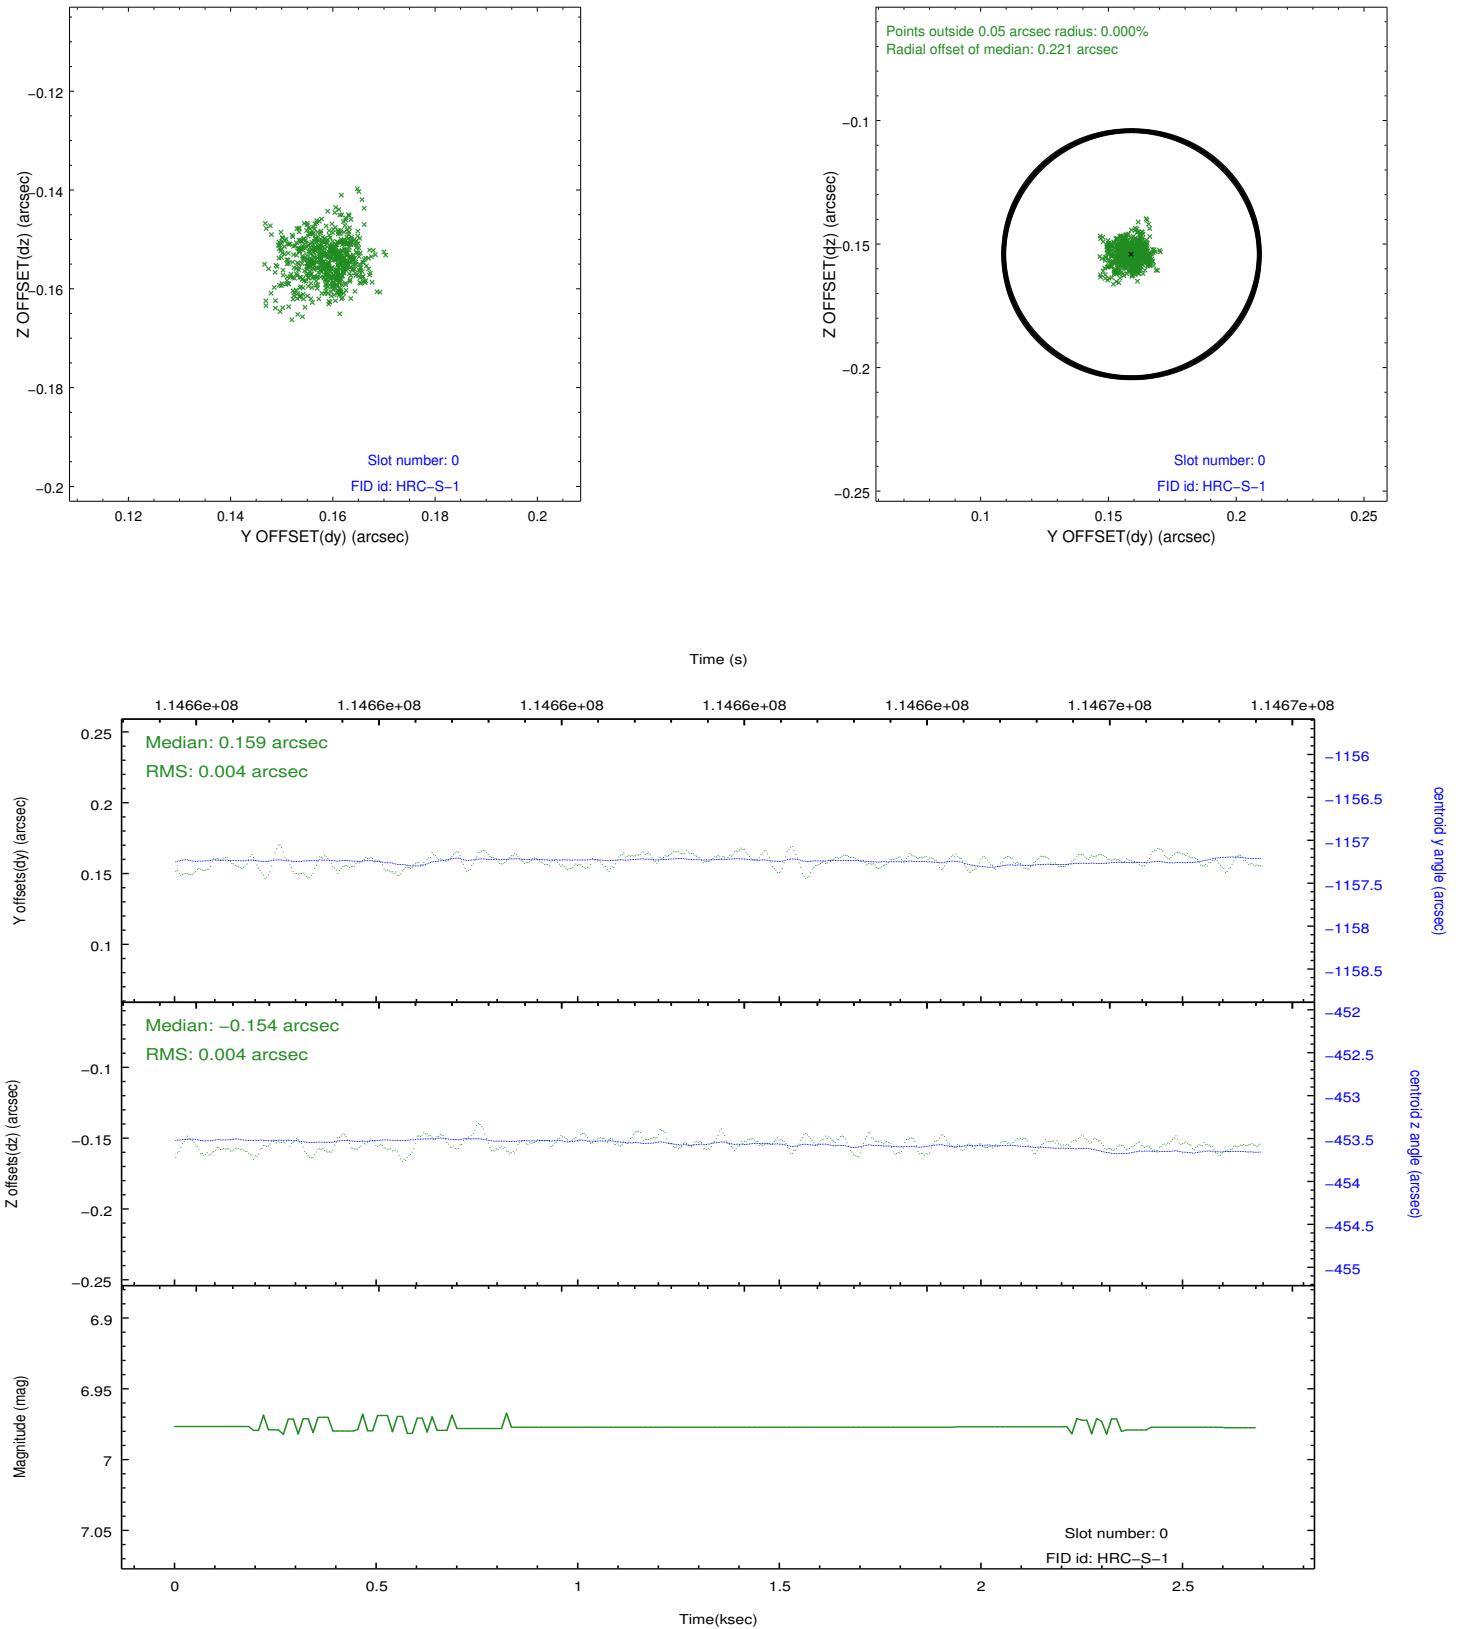 −0.12
−0.14
−0.16
−0.18
−0.2
Z OFFSET(dz) (arcsec)
Slot number: 0
FID id: HRC−S−1
0.12 0.14 0.16 0.18 0.2
Y OFFSET(dy) (arcsec)
Points outside 0.05 arcsec radius: 0.000%
Radial offset of median: 0.221 arcsec
−0.1
−0.15
−0.2
−0.25
Z OFFSET(dz) (arcsec)
Slot number: 0
FID id: HRC−S−1
0.1 0.15 0.2 0.25
Y OFFSET(dy) (arcsec)
Time (s)
1.1466e+08 1.1466e+08 1.1466e+08 1.1466e+08 1.1466e+08 1.1467e+08 1.1467e+08
Median: 0.159 arcsec
RMS: 0.004 arcsec
0.25
0.2
0.15
0.1
Y offsets(dy) (arcsec)
−1156
−1156.5
−1157
−1157.5
−1158
−1158.5
centroid y angle (arcsec)
Median: −0.154 arcsec
RMS: 0.004 arcsec
−0.1
−0.15
−0.2
−0.25
Z offsets(dz) (arcsec)
−452
−452.5
−453
−453.5
−454
−454.5
−455
centroid z angle (arcsec)
6.9
6.95
7
7.05
Magnitude (mag)
Slot number: 0
FID id: HRC−S−1
0 0.5 1 1.5 2 2.5
Time(ksec)